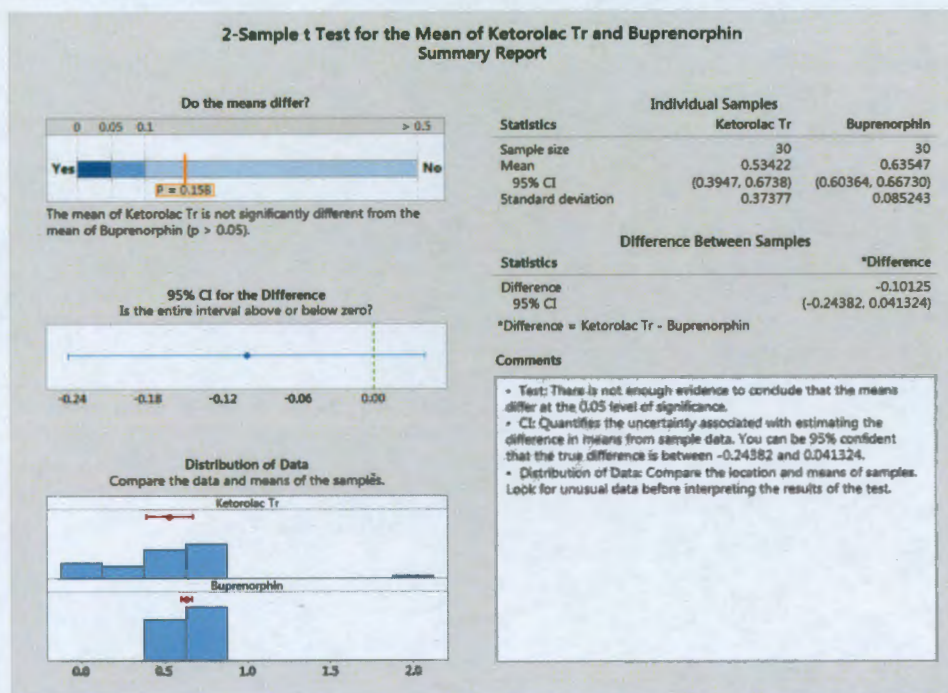 2-Sample t Test for the Mean of Ketorolac Tr and Buprenorphin
Summary Report
Do the means differ?
0 0.05 0.1 > 0.5
Yes No
P = 0.158
The mean of Ketorolac Tr is not significantly different from the
mean of Buprenorphin (p > 0.05).
95% CI for the Difference
Is the entire interval above or below zero?
-0.24 -0.18 -0.12 -0.06 0.00
Distribution of Data
Compare the data and means of the samples.
Ketorolac Tr
Buprenorphin
0.0 0.5 1.0 1.5 2.0
Individual Samples
Statistics Ketorolac Tr Buprenorphin
Sample size 30 30
Mean 0.53422 0.63547
95% CI (0.3947, 0.6738) (0.60364, 0.66730)
Standard deviation 0.37377 0.085243
Difference Between Samples
Statistics *Difference
Difference -0.10125
95% CI (-0.24382, 0.041324)
*Difference = Ketorolac Tr - Buprenorphin
Comments
• Test: There is not enough evidence to conclude that the means
differ at the 0.05 level of significance.
• CI: Quantifies the uncertainty associated with estimating the
difference in means from sample data. You can be 95% confident
that the true difference is between -0.24382 and 0.041324.
• Distribution of Data: Compare the location and means of samples.
Look for unusual data before interpreting the results of the test.